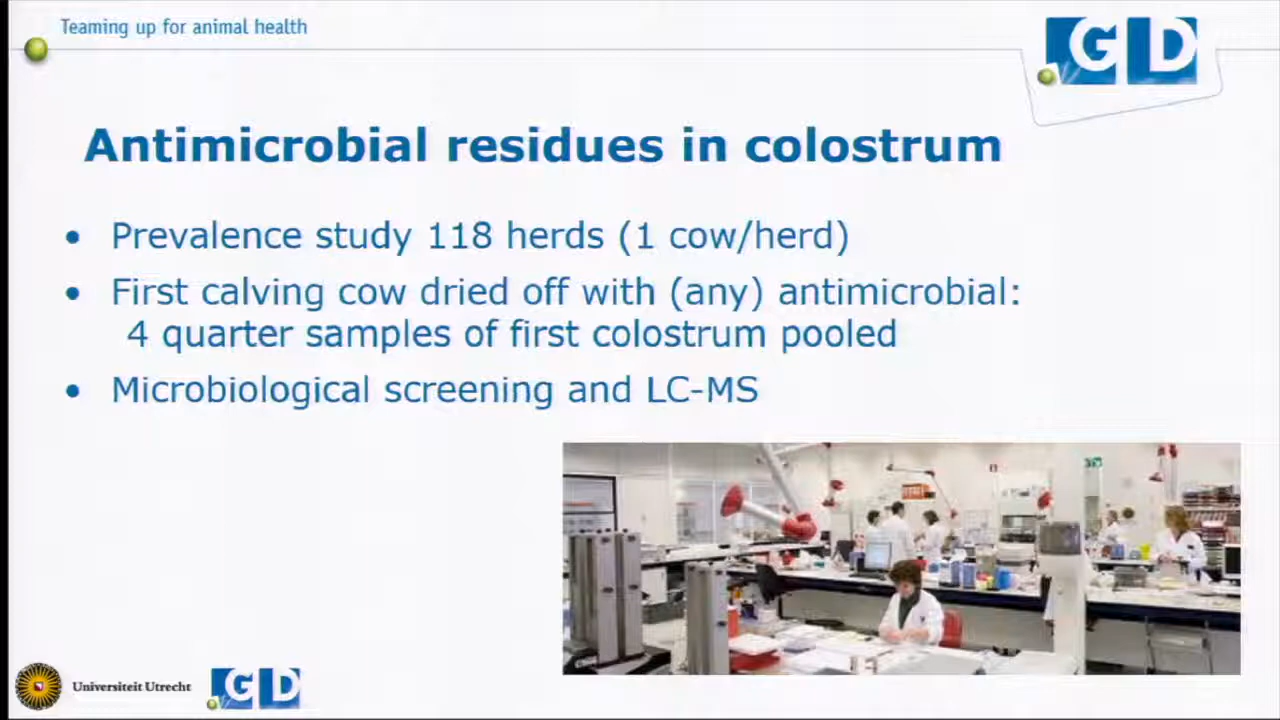 Teaming up for animal health
GD
Antimicrobial residues in colostrum
• Prevalence study 118 herds (1 cow/herd)
• First calving cow dried off with (any) antimicrobial:
4 quarter samples of first colostrum pooled
• Microbiological screening and LC-MS
Universiteit Utrecht
GD